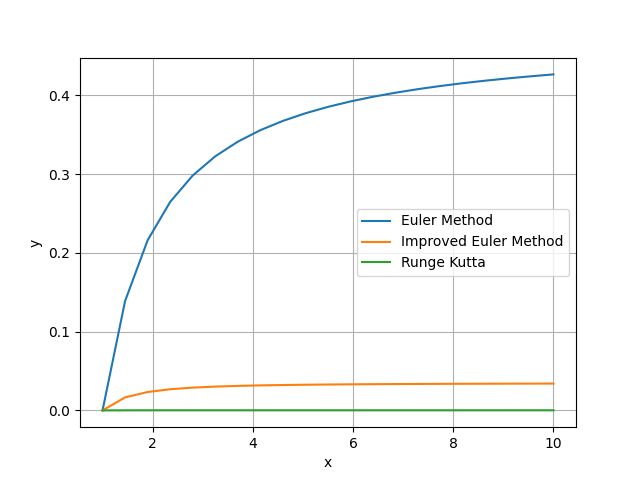 0.4
0.3
0.2
0.1
0.0
y
Euler Method
Improved Euler Method
Runge Kutta
2 4 6 8 10
x